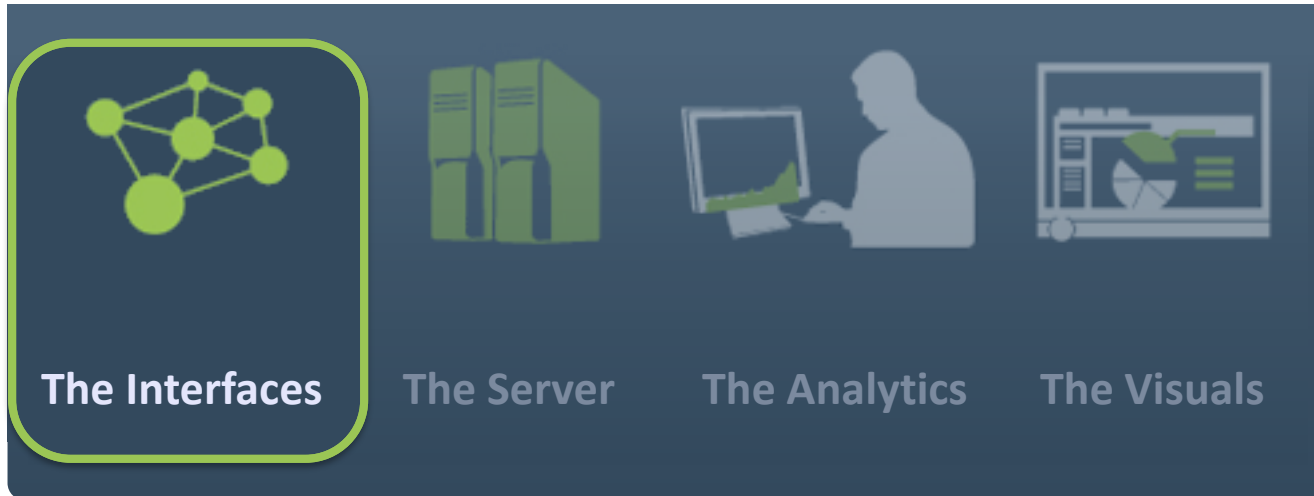 The Interfaces
The Server
The Analytics
The Visuals